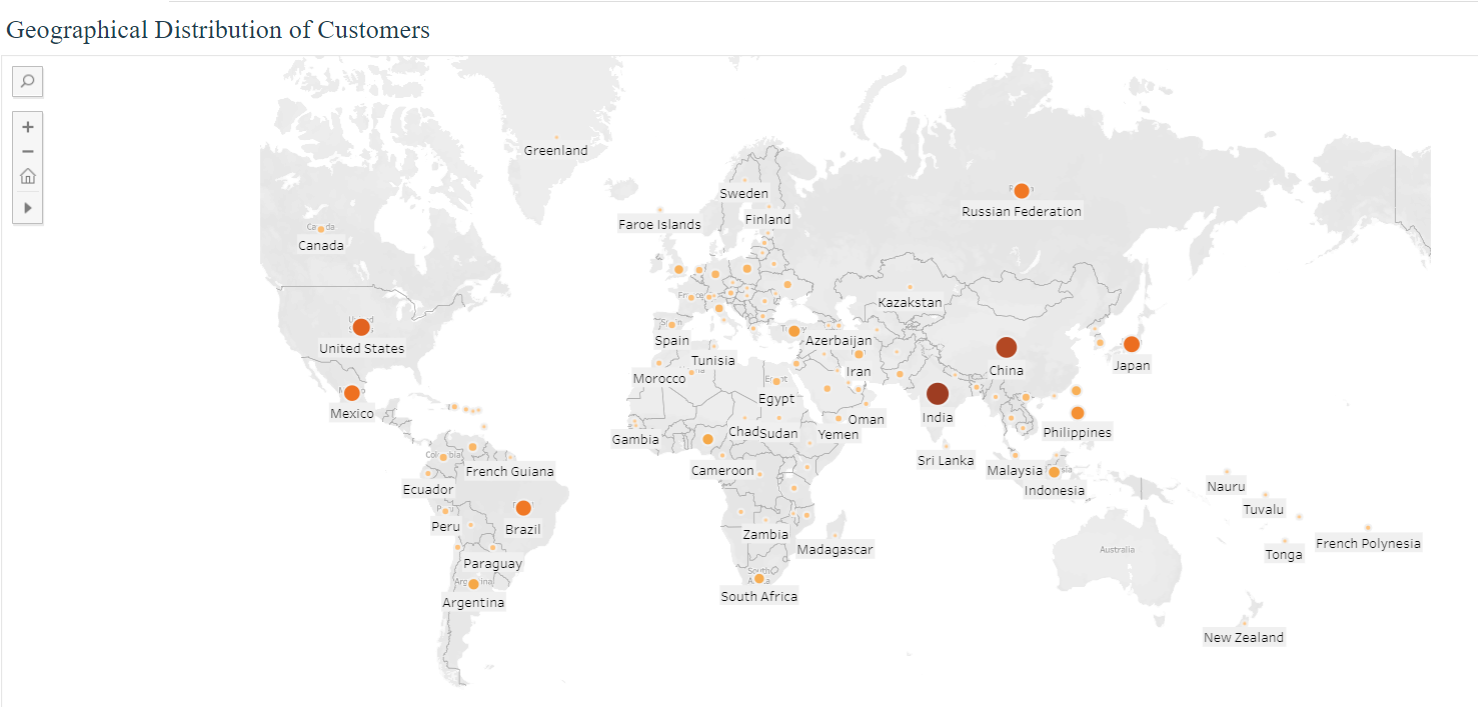 Geographical Distribution of Customers
Greenland
Sweden
Finland
Faroe Islands
Russian Federation
Canada
Kazakstan
United States
Spain
Azerbaijan
Tunisia
Morocco
Iran
China
Japan
Mexico
Egypt
India
Oman
Gambia
Chad
Sudan
Yemen
Philippines
French Guiana
Cameroon
Sri Lanka
Malaysia
Ecuador
Indonesia
Nauru
Tuvalu
Peru
Brazil
Zambia
Madagascar
French Polynesia
Tonga
Australia
Paraguay
Argentina
South Africa
New Zealand